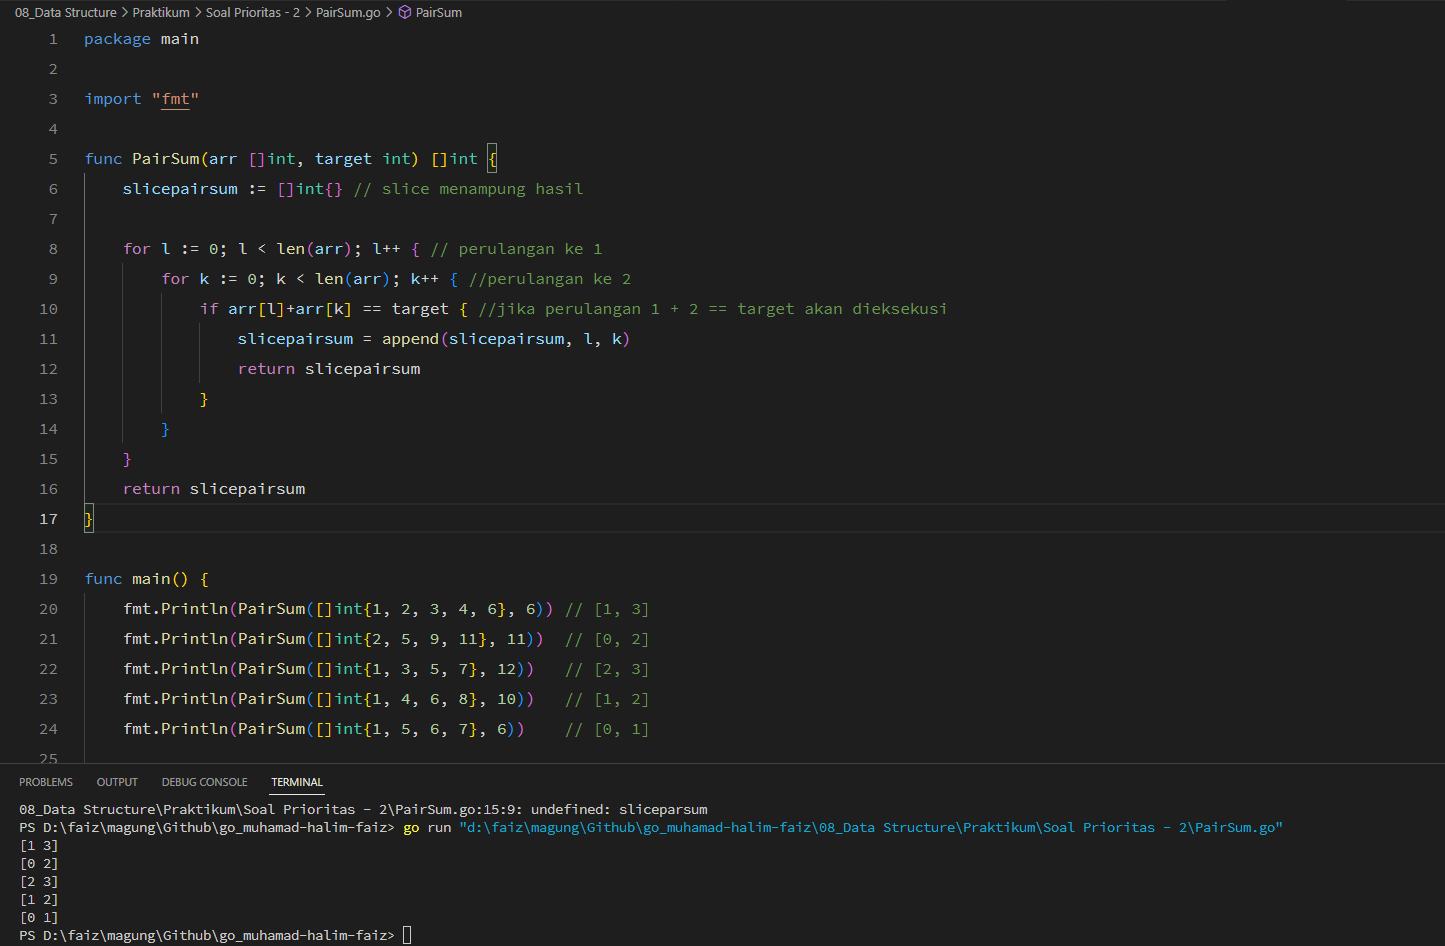 08_Data Structure > Praktikum > Soal Prioritas - 2 > PairSum.go > PairSum
1 package main
2
3 import "fmt"
4
5 func PairSum(arr []int, target int) []int {
6 slicepairsum := []int{} // slice menampung hasil
7
8 for l := 0; l < len(arr); l++ { // perulangan ke 1
9 for k := 0; k < len(arr); k++ { //perulangan ke 2
10 if arr[l]+arr[k] == target { //jika perulangan 1 + 2 == target akan dieksekusi
11 slicepairsum = append(slicepairsum, l, k)
12 return slicepairsum
13 }
14 }
15 }
16 return slicepairsum
17 }
18
19 func main() {
20 fmt.Println(PairSum([]int{1, 2, 3, 4, 6}, 6)) // [1, 3]
21 fmt.Println(PairSum([]int{2, 5, 9, 11}, 11)) // [0, 2]
22 fmt.Println(PairSum([]int{1, 3, 5, 7}, 12)) // [2, 3]
23 fmt.Println(PairSum([]int{1, 4, 6, 8}, 10)) // [1, 2]
24 fmt.Println(PairSum([]int{1, 5, 6, 7}, 6)) // [0, 1]
25
PROBLEMS OUTPUT DEBUG CONSOLE TERMINAL
08_Data Structure\Praktikum\Soal Prioritas - 2\PairSum.go:15:9: undefined: sliceparsum
PS D:\faiz\magung\Github\go_muhamad-halim-faiz> go run "d:\faiz\magung\Github\go_muhamad-halim-faiz\08_Data Structure\Praktikum\Soal Prioritas - 2\PairSum.go"
[1 3]
[0 2]
[2 3]
[1 2]
[0 1]
PS D:\faiz\magung\Github\go_muhamad-halim-faiz>